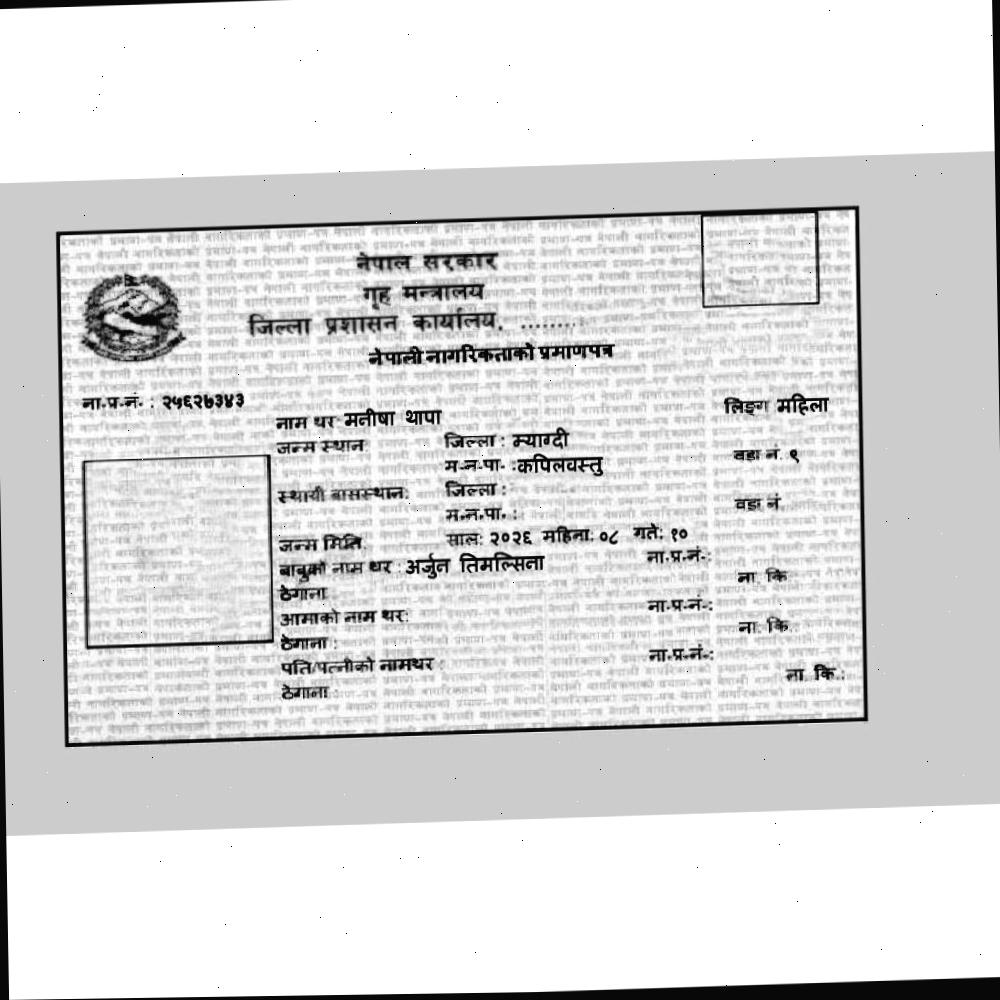 नेपाल सरकार
गृह मन्त्रालय
जिल्ला प्रशासन कार्यालय, ........
नेपाली नागरिकताको प्रमाणपत्र
ना.प्र.नं. : २५६२७३४३
लिङ्ग महिला
नाम थर मनीषा थापा
जन्म स्थान: जिल्ला : म्याग्दी
म.न.पा. : कपिलवस्तु वडा नं. ९
स्थायी बासस्थान: जिल्ला :
म.न.पा. : वडा नं.
जन्म मिति: साल: २०२६ महिना: ०८ गते: १०
बाबुको नाम थर : अर्जुन तिमल्सिना ना.प्र.नं.:
ठेगाना ना. कि
आमाको नाम थर: ना.प्र.नं.:
ठेगाना : ना. कि.
पति/पत्नीको नामथर : ना.प्र.नं.:
ठेगाना : ना. कि.: